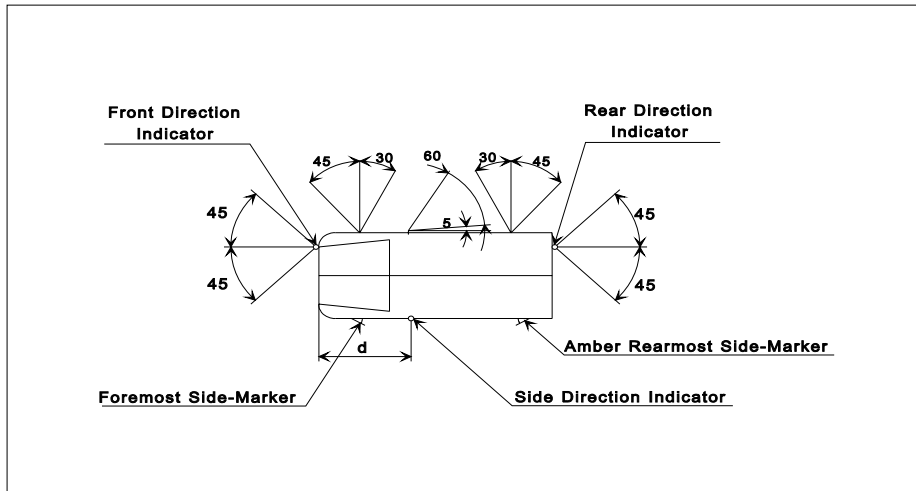 Front Direction
Indicator
Rear Direction
Indicator
45
30
60
30
45
45
45
5
45
45
d
Amber Rearmost Side-Marker
Foremost Side-Marker
Side Direction Indicator